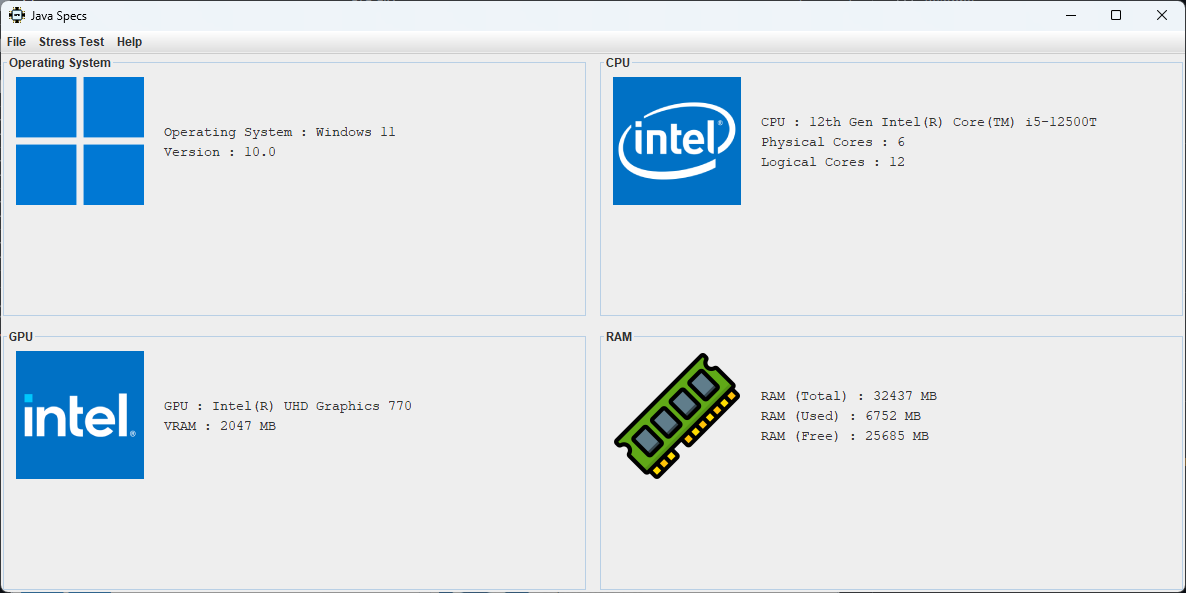 Java Specs
File Stress Test Help
Operating System
Operating System : Windows 11
Version : 10.0
CPU
intel®
CPU : 12th Gen Intel(R) Core(TM) i5-12500T
Physical Cores : 6
Logical Cores : 12
GPU
intel®
GPU : Intel(R) UHD Graphics 770
VRAM : 2047 MB
RAM
RAM (Total) : 32437 MB
RAM (Used) : 6752 MB
RAM (Free) : 25685 MB